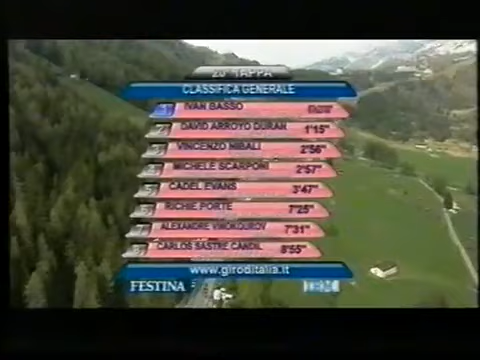 20ª TAPPA
CLASSIFICA GENERALE
IVAN BASSO
DAVID ARROYO DURAN 1'15"
VINCENZO NIBALI 2'56"
MICHELE SCARPONI 2'57"
CADEL EVANS 3'47"
RICHIE PORTE 7'25"
ALEXANDRE VINOKOUROV 7'31"
CARLOS SASTRE CANDIL 8'55"
www.giroditalia.it
FESTINA